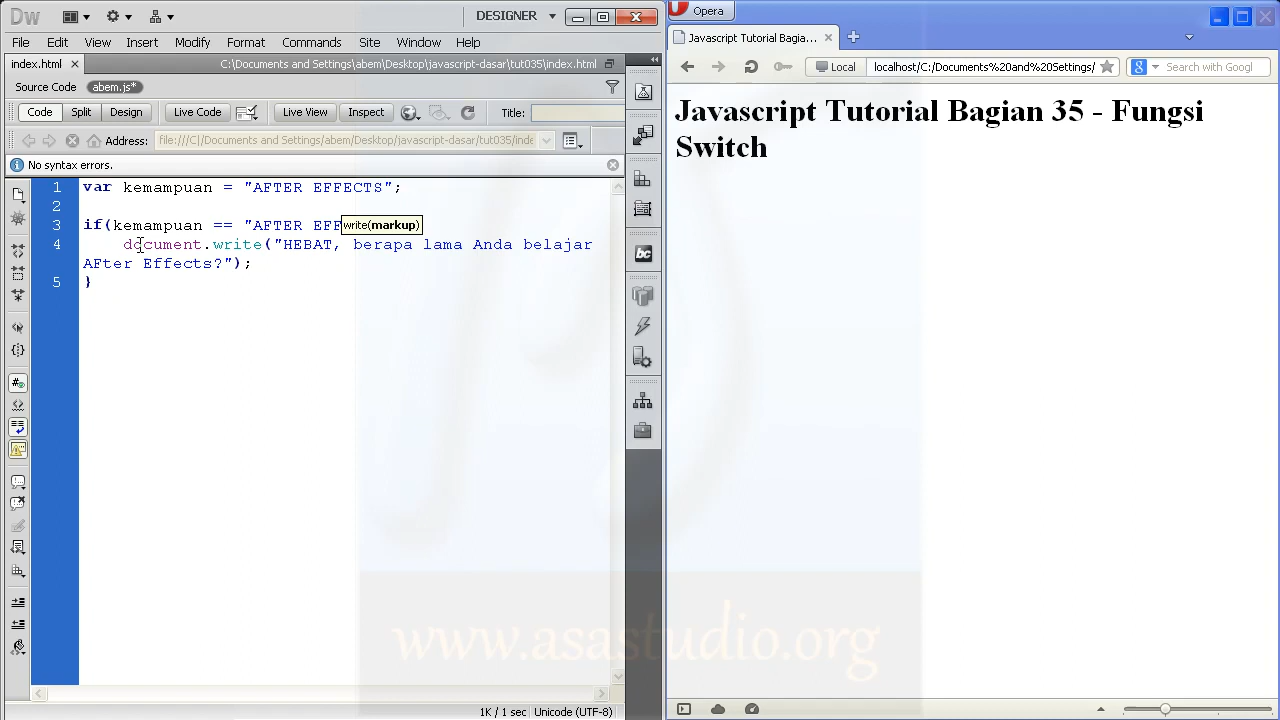 Dw
DESIGNER
File Edit View Insert Modify Format Commands Site Window Help
index.html
C:\Documents and Settings\abem\Desktop\javascript-dasar\tut035\index.html
Source Code abem.js*
Code Split Design Live Code Live View Inspect Title:
Address: file:///C|/Documents and Settings/abem/Desktop/javascript-dasar/tut035/inde
No syntax errors.
1 var kemampuan = "AFTER EFFECTS";
2
3 if(kemampuan == "AFTER EFF
write(markup)
4 document.write("HEBAT, berapa lama Anda belajar
AFter Effects?");
5 }
1K / 1 sec Unicode (UTF-8)
Opera
Javascript Tutorial Bagia...
Local localhost/C:/Documents%20and%20Settings/ Search with Googl
Javascript Tutorial Bagian 35 - Fungsi
Switch
www.asastudio.org